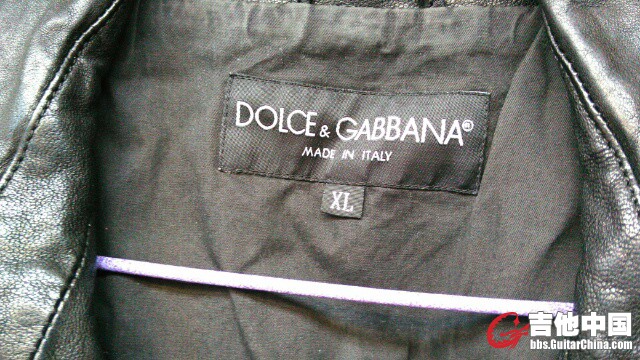 DOLCE & GABBANA®
MADE IN ITALY
XL
吉他中国
bbs.GuitarChina.com